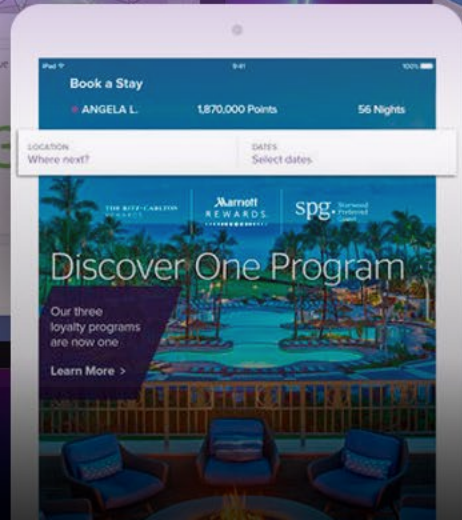 iPad 9:41 100%
Book a Stay
ANGELA L. 1,870,000 Points 56 Nights
LOCATION DATES
Where next? Select dates
THE RITZ-CARLTON Marriott spg. Starwood
REWARDS REWARDS. Preferred
Guest
Discover One Program
Our three
loyalty programs
are now one
Learn More >